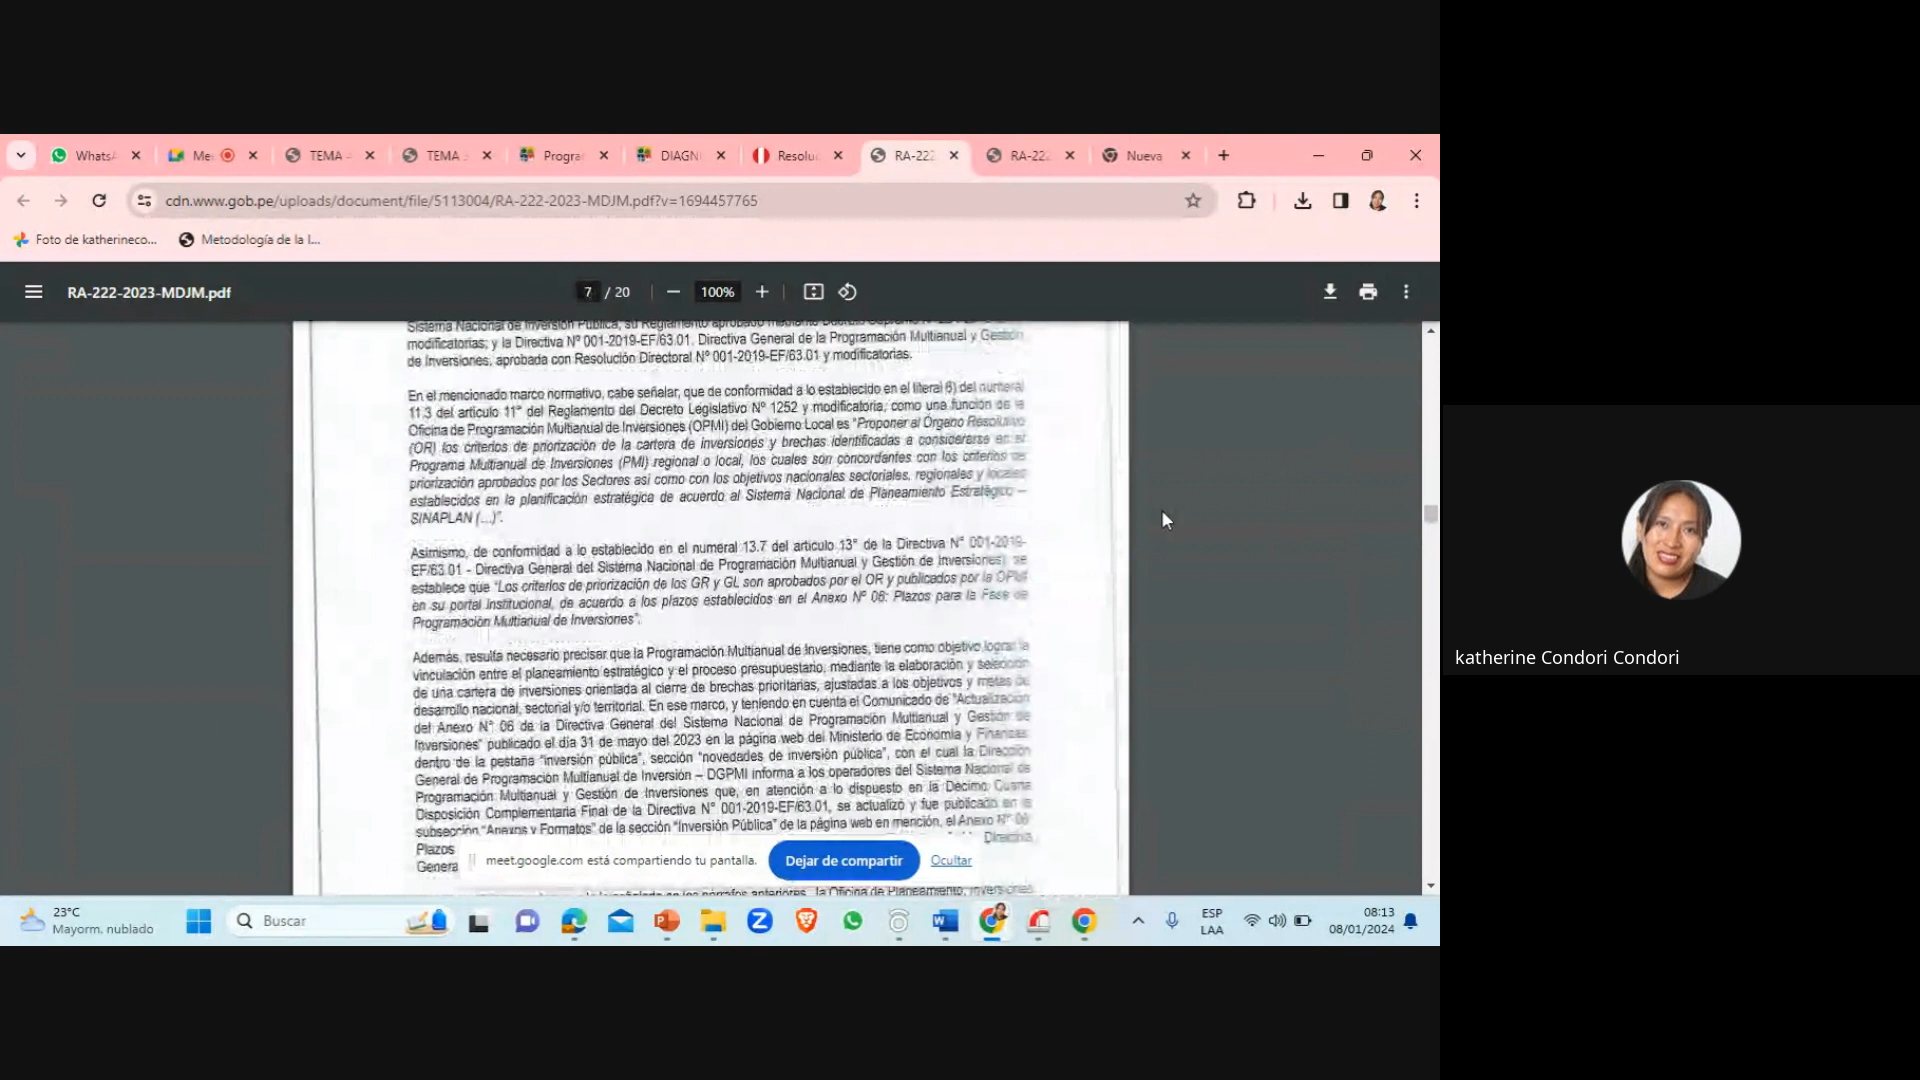 WhatsA
Me
TEMA
TEMA
Progra
DIAGN
Resolu
RA-222
RA-22
Nueva
cdn.www.gob.pe/uploads/document/file/5113004/RA-222-2023-MDJM.pdf?v=1694457765
Foto de katherineco...
Metodología de la I...
RA-222-2023-MDJM.pdf
7 / 20
100%
Sistema Nacional de Inversión Pública, su Reglamento aprobado mediante Decreto Supremo
modificatorias; y la Directiva N° 001-2019-EF/63.01. Directiva General de la Programación Multianual y Gestión
de Inversiones, aprobada con Resolución Directoral N° 001-2019-EF/63.01 y modificatorias.
En el mencionado marco normativo, cabe señalar, que de conformidad a lo establecido en el literal 6) del numeral
11.3 del artículo 11° del Reglamento del Decreto Legislativo N° 1252 y modificatoria; como una función de la
Oficina de Programación Multianual de Inversiones (OPMI) del Gobierno Local es "Proponer al Órgano Resolutivo
(OR) los criterios de priorización de la cartera de inversiones y brechas identificadas a considerarse en el
Programa Multianual de Inversiones (PMI) regional o local, los cuales son concordantes con los criterios de
priorización aprobados por los Sectores así como con los objetivos nacionales sectoriales, regionales y locales
establecidos en la planificación estratégica de acuerdo al Sistema Nacional de Planeamiento Estratégico –
SINAPLAN (...)".
Asimismo, de conformidad a lo establecido en el numeral 13.7 del artículo 13° de la Directiva N° 001-2019-
EF/63.01 - Directiva General del Sistema Nacional de Programación Multianual y Gestión de Inversiones) se
establece que "Los criterios de priorización de los GR y GL son aprobados por el OR y publicados por la OPMI
en su portal institucional, de acuerdo a los plazos establecidos en el Anexo N° 06: Plazos para la Fase de
Programación Multianual de Inversiones".
Además, resulta necesario precisar que la Programación Multianual de Inversiones, tiene como objetivo lograr la
vinculación entre el planeamiento estratégico y el proceso presupuestario, mediante la elaboración y selección
de una cartera de inversiones orientada al cierre de brechas prioritarias, ajustadas a los objetivos y metas de
desarrollo nacional, sectorial y/o territorial. En ese marco, y teniendo en cuenta el Comunicado de "Actualización
del Anexo N° 06 de la Directiva General del Sistema Nacional de Programación Multianual y Gestión de
Inversiones" publicado el día 31 de mayo del 2023 en la página web del Ministerio de Economía y Finanzas
dentro de la pestaña "inversión pública", sección "novedades de inversión pública", con el cual la Dirección
General de Programación Multianual de Inversión – DGPMI informa a los operadores del Sistema Nacional de
Programación Multianual y Gestión de Inversiones que, en atención a lo dispuesto en la Décimo Cuarta
Disposición Complementaria Final de la Directiva N° 001-2019-EF/63.01, se actualizó y fue publicado en la
subsección "Anexos y Formatos" de la sección "Inversión Pública" de la página web en mención, el Anexo N° 06
Plazos Directiva
Genera
la Oficina de Planeamiento, Inversiones
meet.google.com está compartiendo tu pantalla.
Dejar de compartir
Ocultar
katherine Condori Condori
23°C
Mayorm. nublado
Buscar
ESP
LAA
08:13
08/01/2024